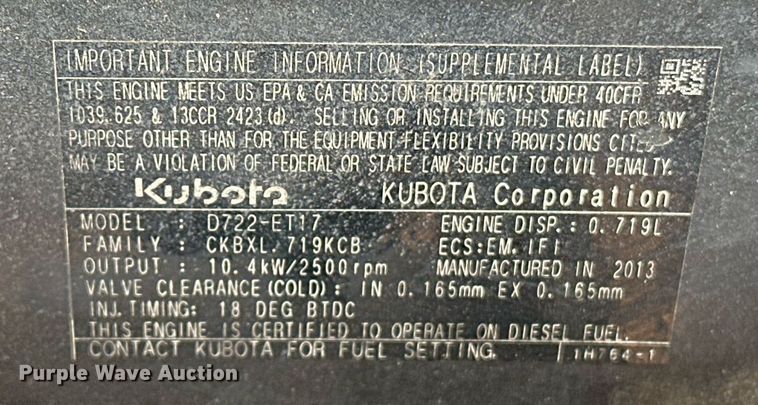 IMPORTANT ENGINE INFORMATION (SUPPLEMENTAL LABEL)
THIS ENGINE MEETS US EPA & CA EMISSION REQUIREMENTS UNDER 40CFR
1039.625 & 13CCR 2423(d). SELLING OR INSTALLING THIS ENGINE FOR ANY
PURPOSE OTHER THAN FOR THE EQUIPMENT FLEXIBILITY PROVISIONS CITED
MAY BE A VIOLATION OF FEDERAL OR STATE LAW SUBJECT TO CIVIL PENALTY.
Kubota KUBOTA Corporation
MODEL : D722-ET17 ENGINE DISP.: 0.719L
FAMILY : CKBXL.719KCB ECS:EM.IFI
OUTPUT : 10.4kW/2500rpm MANUFACTURED IN 2013
VALVE CLEARANCE(COLD): IN 0.165mm EX 0.165mm
INJ.TIMING: 18 DEG BTDC
THIS ENGINE IS CERTIFIED TO OPERATE ON DIESEL FUEL.
CONTACT KUBOTA FOR FUEL SETTING. 1H764-1
Purple Wave Auction